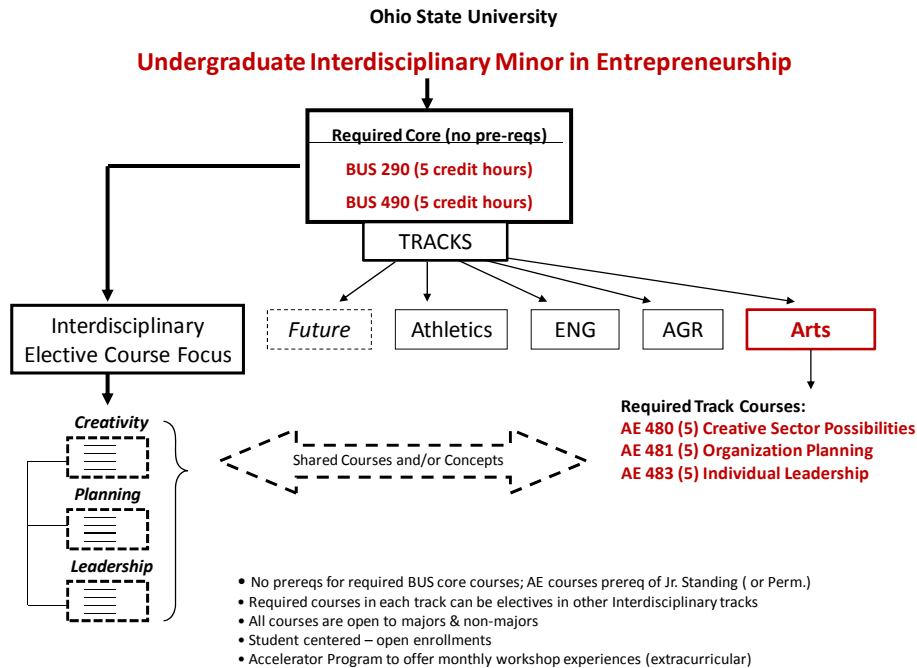 Ohio State University
Undergraduate Interdisciplinary Minor in Entrepreneurship
Required Core (no pre-reqs)
BUS 290 (5 credit hours)
BUS 490 (5 credit hours)
TRACKS
Interdisciplinary
Elective Course Focus
Future
Athletics
ENG
AGR
Arts
Creativity
Planning
Leadership
Shared Courses and/or Concepts
Required Track Courses:
AE 480 (5) Creative Sector Possibilities
AE 481 (5) Organization Planning
AE 483 (5) Individual Leadership
• No prereqs for required BUS core courses; AE courses prereq of Jr. Standing ( or Perm.)
• Required courses in each track can be electives in other Interdisciplinary tracks
• All courses are open to majors & non-majors
• Student centered – open enrollments
• Accelerator Program to offer monthly workshop experiences (extracurricular)